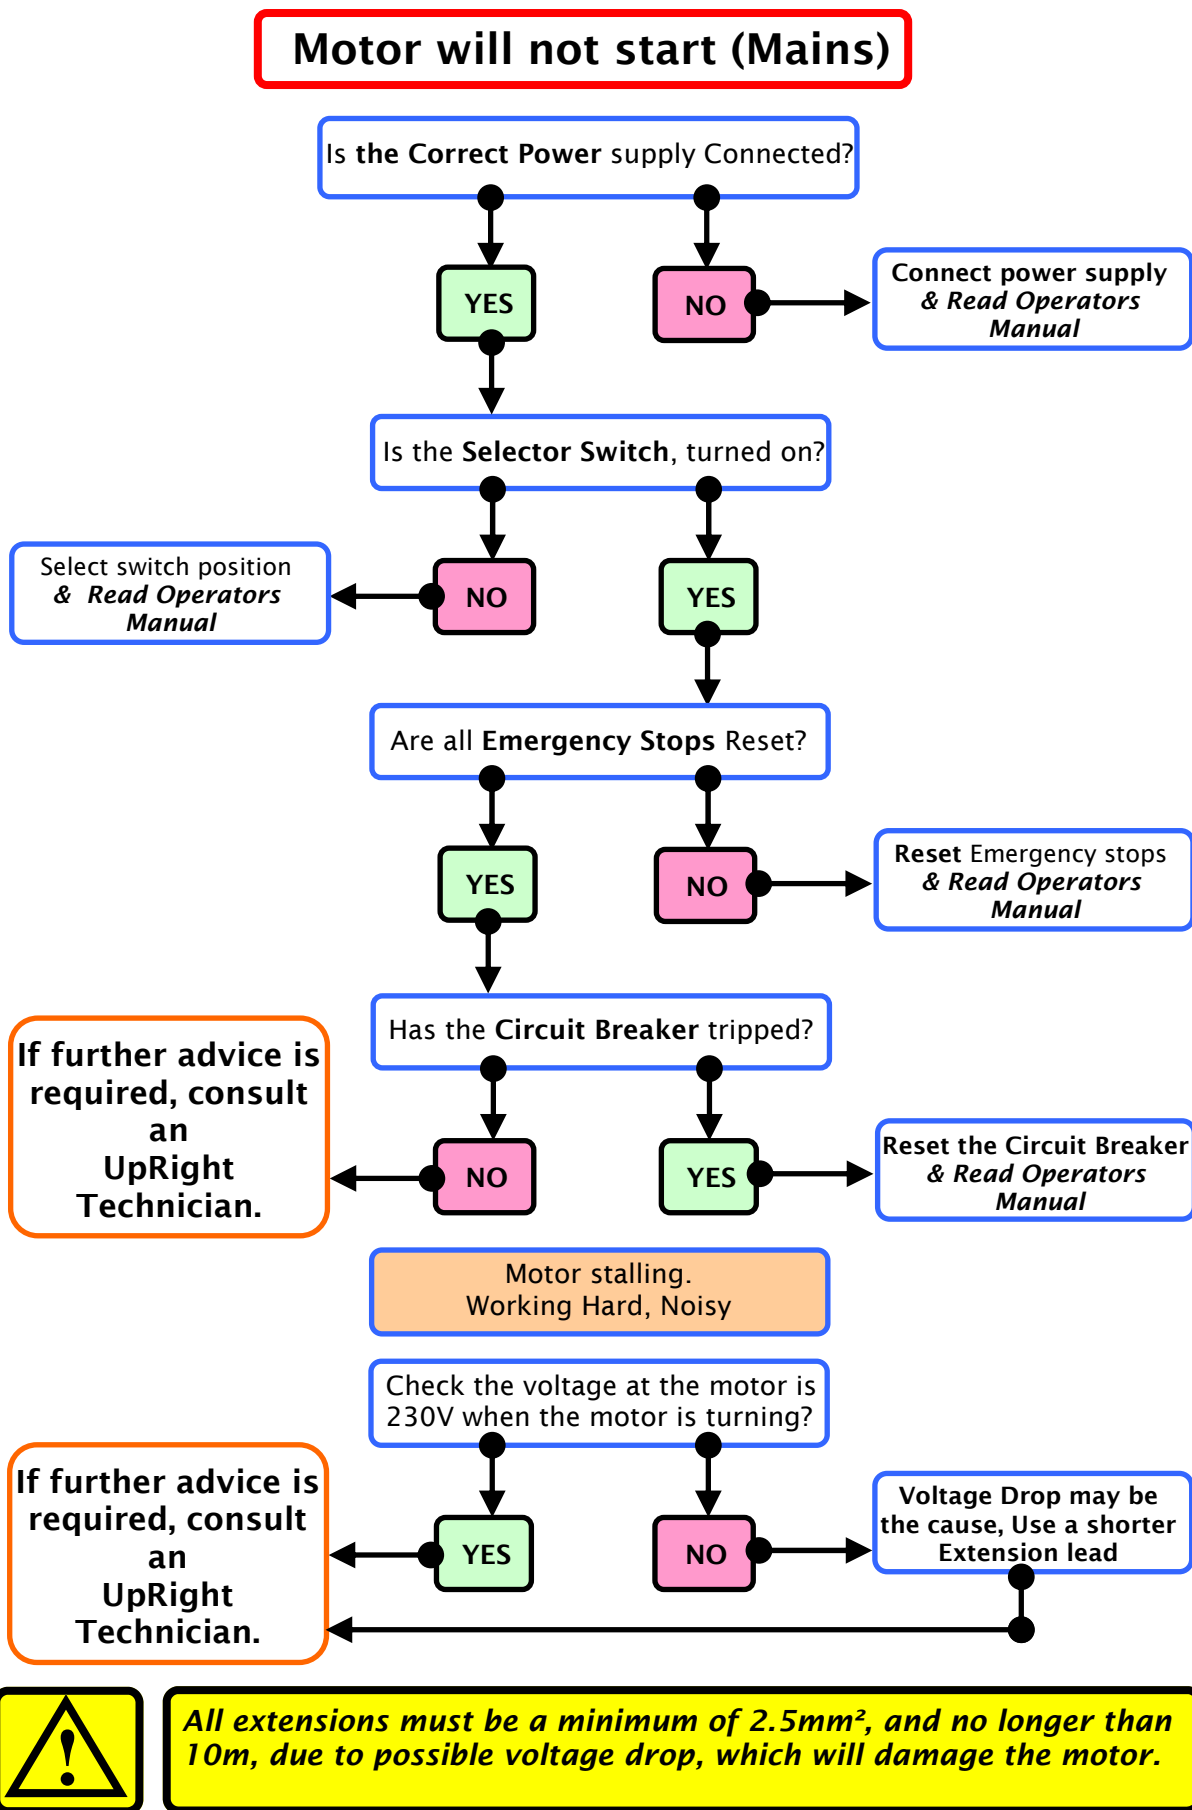 Motor will not start (Mains)
Is the Correct Power supply Connected?
YES
NO
Connect power supply
& Read Operators
Manual
Is the Selector Switch, turned on?
Select switch position
& Read Operators
Manual
NO
YES
Are all Emergency Stops Reset?
YES
NO
Reset Emergency stops
& Read Operators
Manual
Has the Circuit Breaker tripped?
If further advice is
required, consult
an
UpRight
Technician.
NO
YES
Reset the Circuit Breaker
& Read Operators
Manual
Motor stalling.
Working Hard, Noisy
Check the voltage at the motor is
230V when the motor is turning?
If further advice is
required, consult
an
UpRight
Technician.
YES
NO
Voltage Drop may be
the cause, Use a shorter
Extension lead
!
All extensions must be a minimum of 2.5mm², and no longer than
10m, due to possible voltage drop, which will damage the motor.